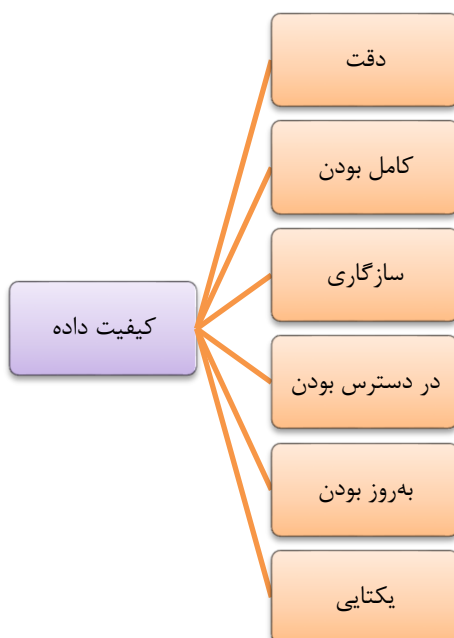 دقت
کامل بودن
سازگاری
کیفیت داده
در دسترس بودن
به‌روز بودن
یکتایی